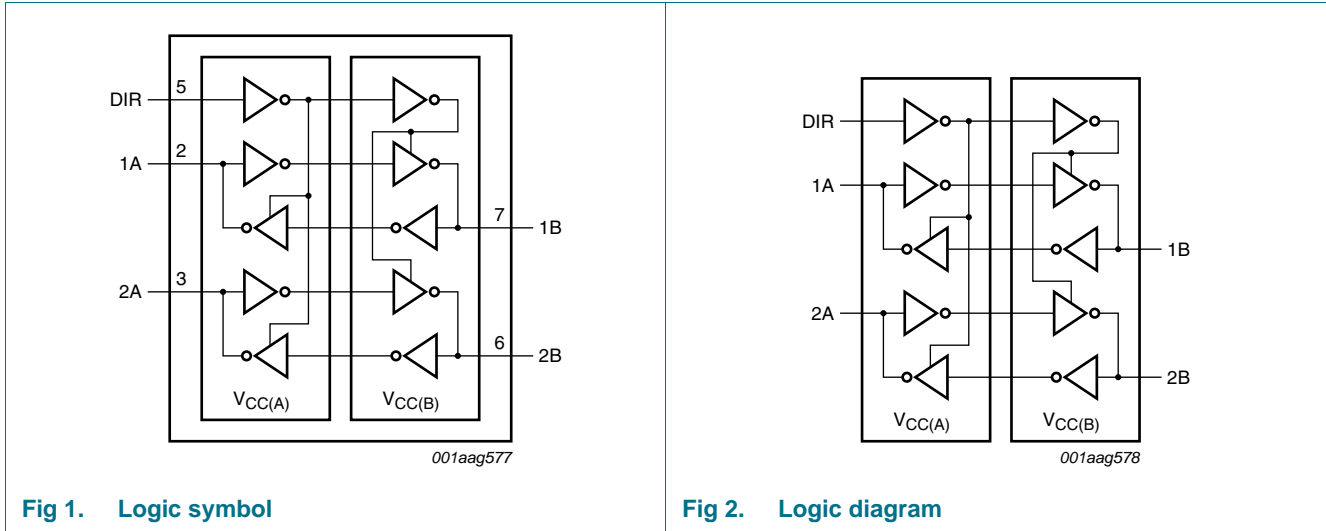 DIR
5
1A
2
7
1B
2A
3
6
2B
VCC(A)
VCC(B)
001aag577
Fig 1. Logic symbol
DIR
1A
1B
2A
2B
VCC(A)
VCC(B)
001aag578
Fig 2. Logic diagram